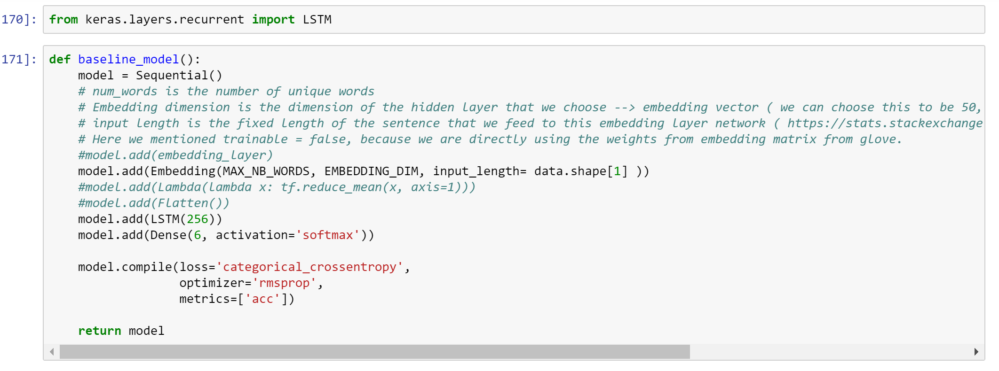 170]: from keras.layers.recurrent import LSTM
171]: def baseline_model():
    model = Sequential()
    # num_words is the number of unique words
    # Embedding dimension is the dimension of the hidden layer that we choose --> embedding vector ( we can choose this to be 50,
    # input length is the fixed length of the sentence that we feed to this embedding layer network ( https://stats.stackexchange
    # Here we mentioned trainable = false, because we are directly using the weights from embedding matrix from glove.
    #model.add(embedding_layer)
    model.add(Embedding(MAX_NB_WORDS, EMBEDDING_DIM, input_length= data.shape[1] ))
    #model.add(Lambda(lambda x: tf.reduce_mean(x, axis=1)))
    #model.add(Flatten())
    model.add(LSTM(256))
    model.add(Dense(6, activation='softmax'))
    model.compile(loss='categorical_crossentropy',
                  optimizer='rmsprop',
                  metrics=['acc'])
    return model